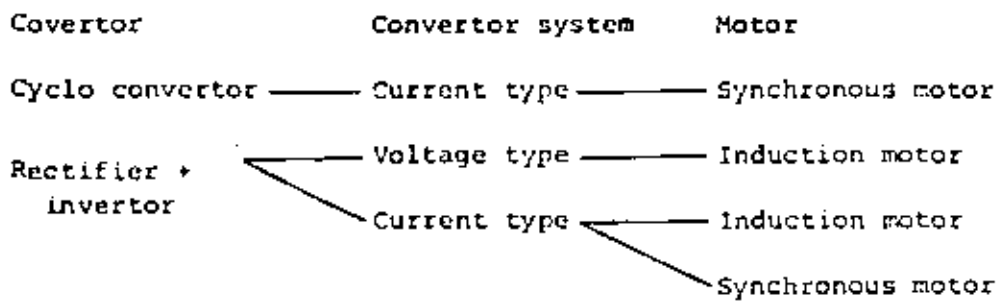 Covertor Convertor system Motor
Cyclo convertor Current type Synchronous motor
Voltage type Induction motor
Rectifier +
invertor
Current type Induction motor
Synchronous motor